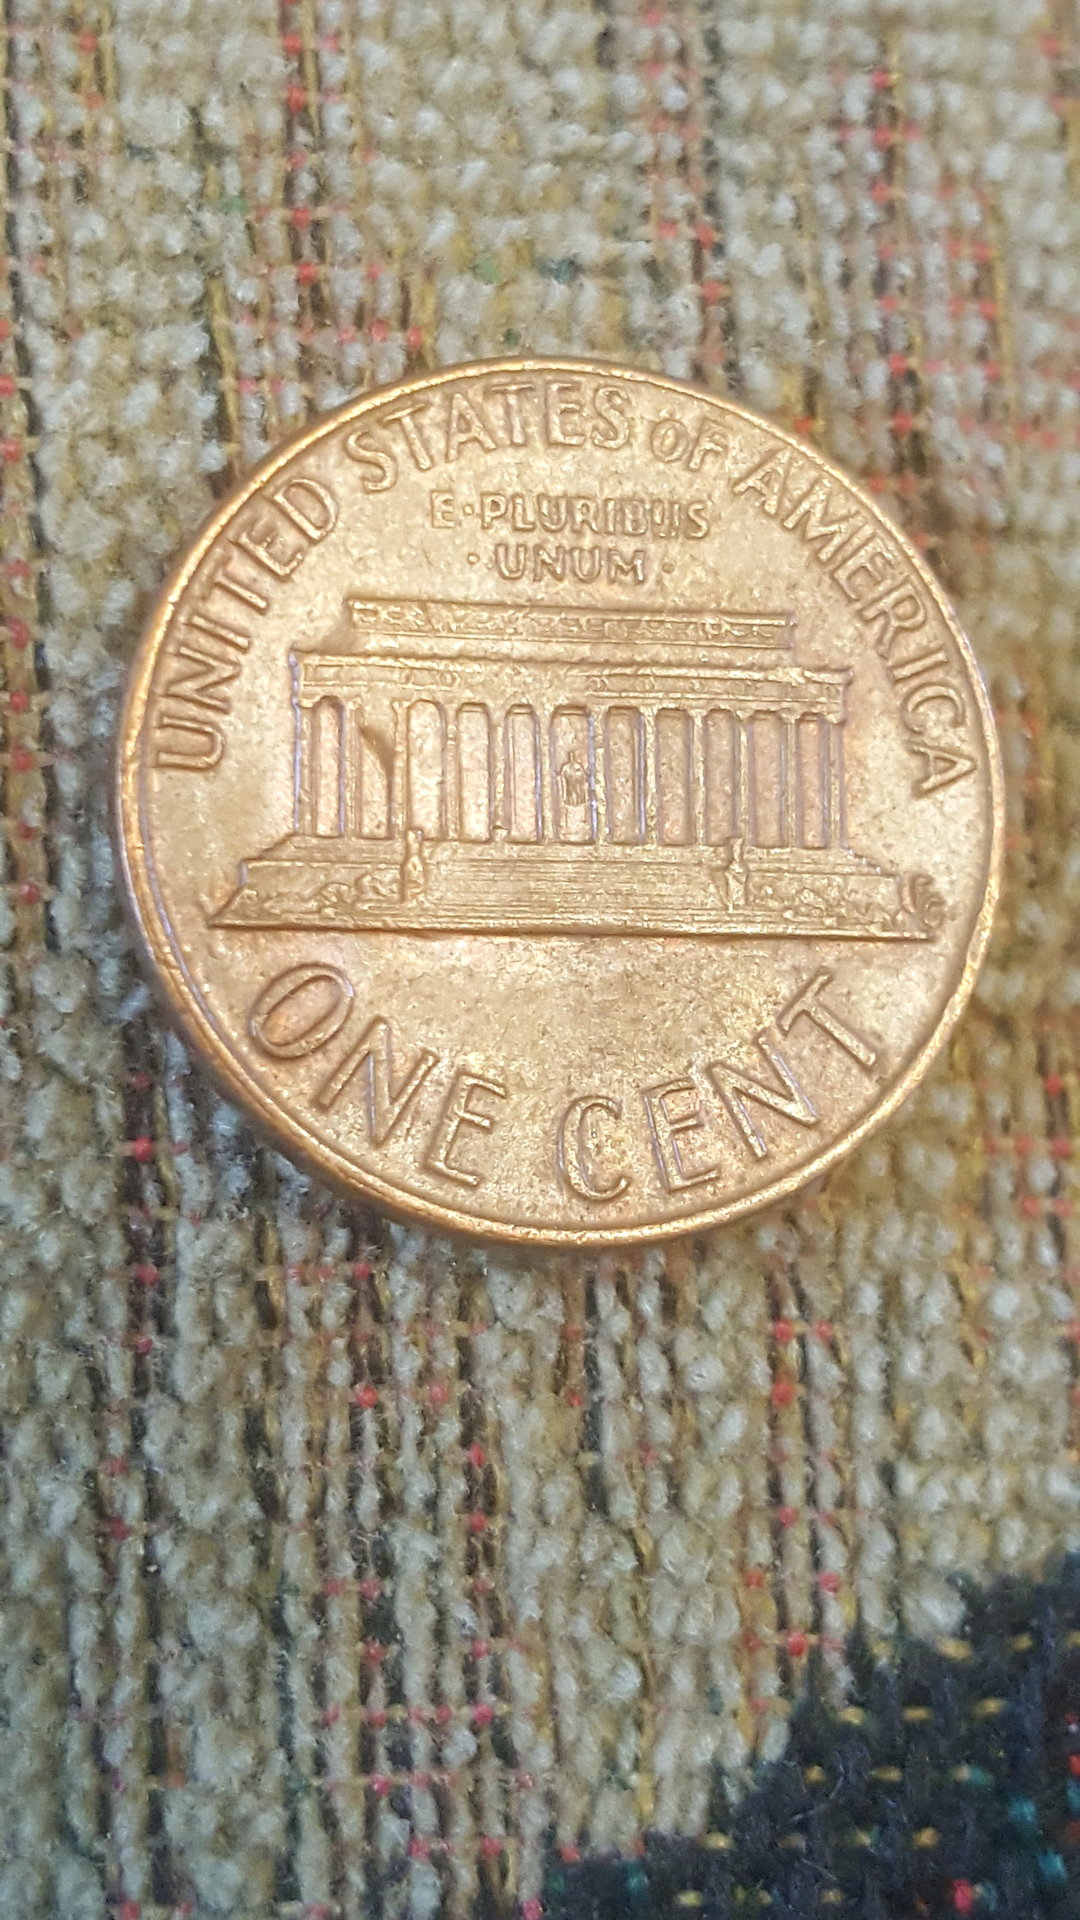 UNITED STATES OF AMERICA
E·PLURIBUS
·UNUM·
ONE CENT